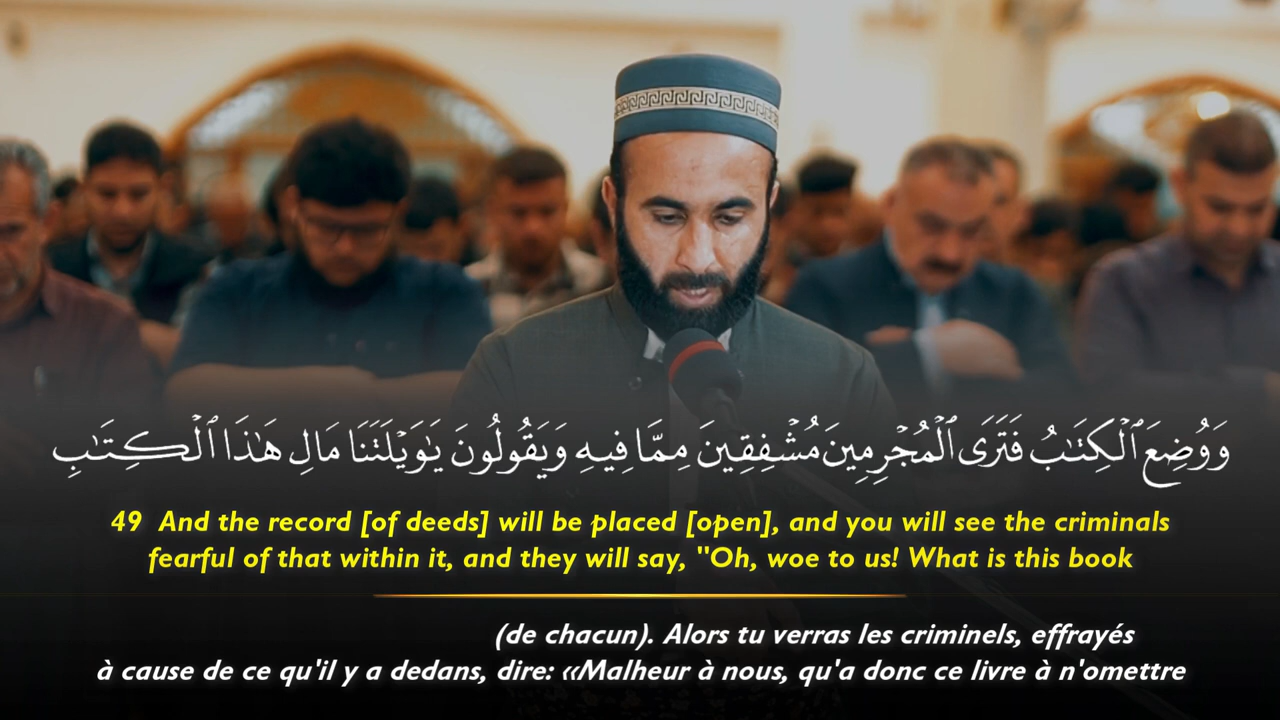 وَوُضِعَ ٱلْكِتَـٰبُ فَتَرَى ٱلْمُجْرِمِينَ مُشْفِقِينَ مِمَّا فِيهِ وَيَقُولُونَ يَـٰوَيْلَتَنَا مَالِ هَـٰذَا ٱلْكِتَـٰبِ
49 And the record [of deeds] will be placed [open], and you will see the criminals
fearful of that within it, and they will say, "Oh, woe to us! What is this book
(de chacun). Alors tu verras les criminels, effrayés
à cause de ce qu'il y a dedans, dire: «Malheur à nous, qu'a donc ce livre à n'omettre